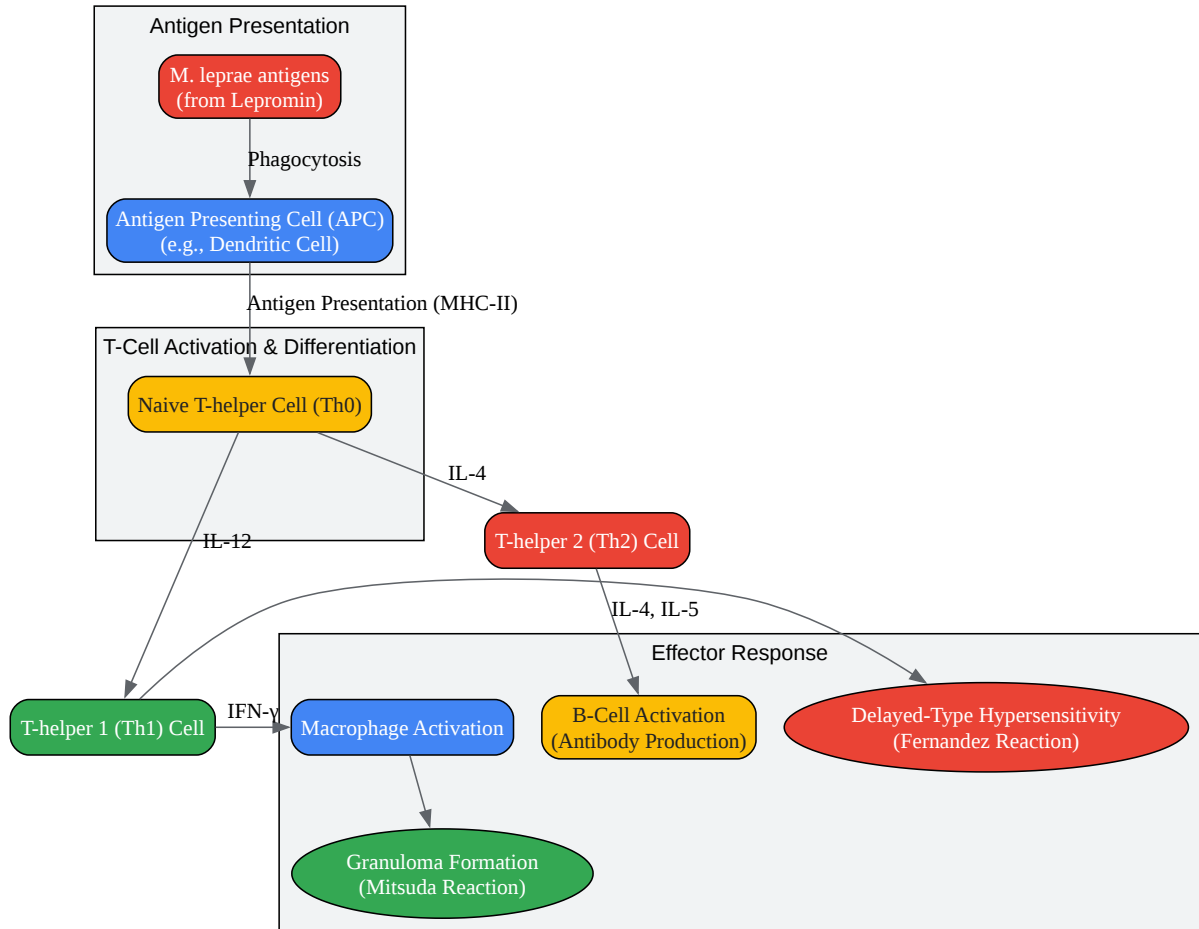 Antigen Presentation
M. leprae antigens
(from Lepromin)
Phagocytosis
Antigen Presenting Cell (APC)
(e.g., Dendritic Cell)
Antigen Presentation (MHC-II)
T-Cell Activation & Differentiation
Naive T-helper Cell (Th0)
IL-4
IL-12
T-helper 2 (Th2) Cell
IL-4, IL-5
Effector Response
T-helper 1 (Th1) Cell
IFN-γ
Macrophage Activation
B-Cell Activation
(Antibody Production)
Delayed-Type Hypersensitivity
(Fernandez Reaction)
Granuloma Formation
(Mitsuda Reaction)